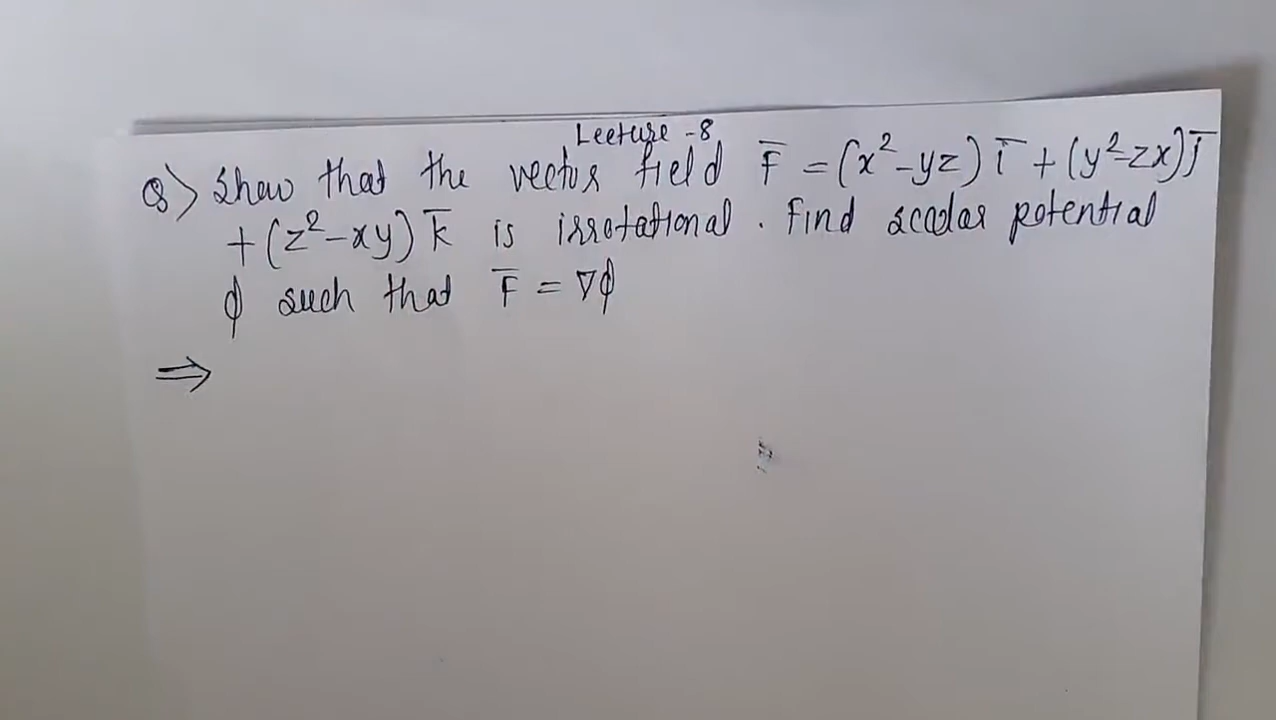 Lecture - 8
Q> Show that the vector field F̅ = (x² - yz) i̅ + (y² - zx) j̅
+ (z² - xy) k̅ is irrotational . Find scalar potential
ϕ such that F̅ = ∇ϕ
⇒